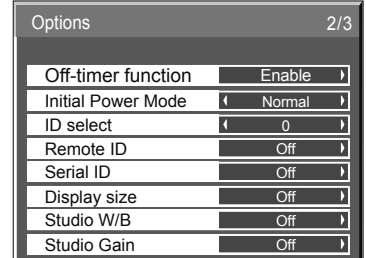 Options 2/3
Off-timer function Enable
Initial Power Mode Normal
ID select 0
Remote ID Off
Serial ID Off
Display size Off
Studio W/B Off
Studio Gain Off